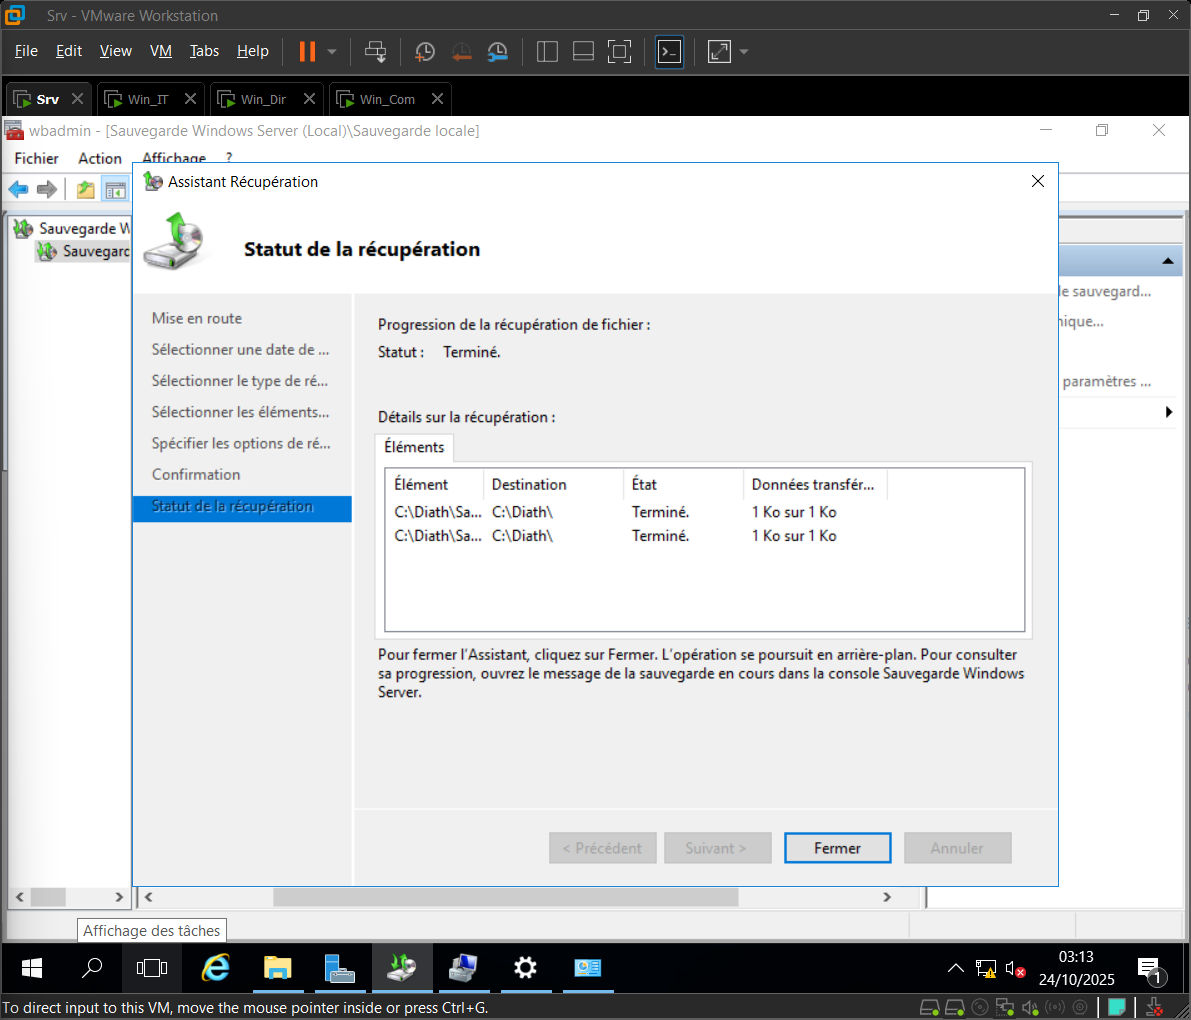 Srv - VMware Workstation
File Edit View VM Tabs Help
Srv Win_IT Win_Dir Win_Com
wbadmin - [Sauvegarde Windows Server (Local)\Sauvegarde locale]
Fichier Action Affichage ?
Assistant Récupération
Sauvegarde W
Sauvegarc
Statut de la récupération
le sauvegard...
nique...
paramètres ...
Mise en route
Sélectionner une date de ...
Sélectionner le type de ré...
Sélectionner les éléments...
Spécifier les options de ré...
Confirmation
Statut de la récupération
Progression de la récupération de fichier :
Statut : Terminé.
Détails sur la récupération :
Éléments
Élément Destination État Données transfér...
C:\Diath\Sa... C:\Diath\ Terminé. 1 Ko sur 1 Ko
C:\Diath\Sa... C:\Diath\ Terminé. 1 Ko sur 1 Ko
Pour fermer l'Assistant, cliquez sur Fermer. L'opération se poursuit en arrière-plan. Pour consulter
sa progression, ouvrez le message de la sauvegarde en cours dans la console Sauvegarde Windows
Server.
< Précédent Suivant > Fermer Annuler
Affichage des tâches
03:13
24/10/2025
1
To direct input to this VM, move the mouse pointer inside or press Ctrl+G.